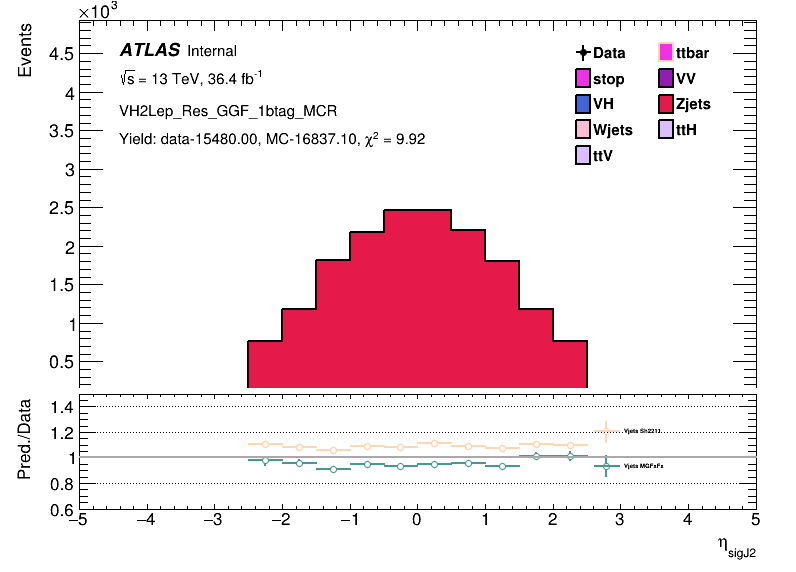 ×10³
Events
4.5
4
3.5
3
2.5
2
1.5
1
0.5
ATLAS Internal
√s = 13 TeV, 36.4 fb⁻¹
VH2Lep_Res_GGF_1btag_MCR
Yield: data-15480.00, MC-16837.10, χ² = 9.92
Data ttbar
stop VV
VH Zjets
Wjets ttH
ttV
Pred./Data
1.4
1.2
1
0.8
0.6
Vjets Sh2211
Vjets MGFxFx
−5 −4 −3 −2 −1 0 1 2 3 4 5
η sigJ2